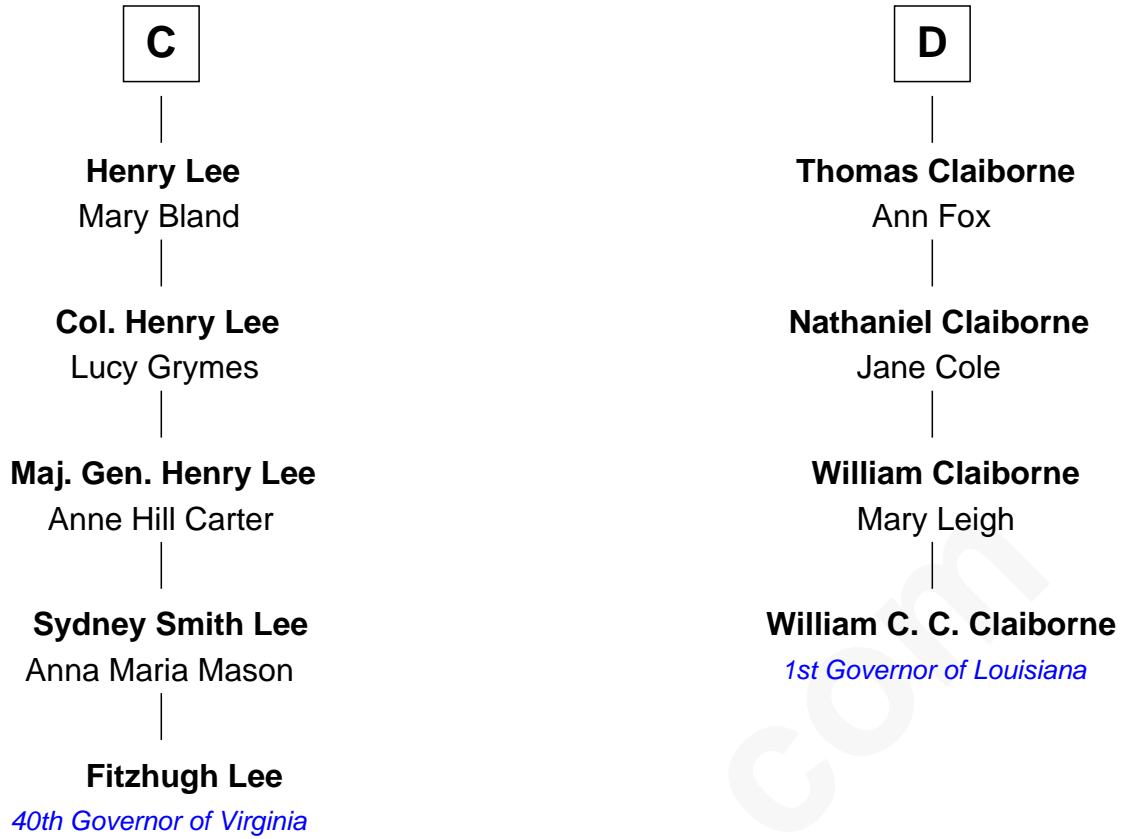 C
Henry Lee
Mary Bland
Col. Henry Lee
Lucy Grymes
Maj. Gen. Henry Lee
Anne Hill Carter
Sydney Smith Lee
Anna Maria Mason
Fitzhugh Lee
40th Governor of Virginia
D
Thomas Claiborne
Ann Fox
Nathaniel Claiborne
Jane Cole
William Claiborne
Mary Leigh
William C. C. Claiborne
1st Governor of Louisiana
com